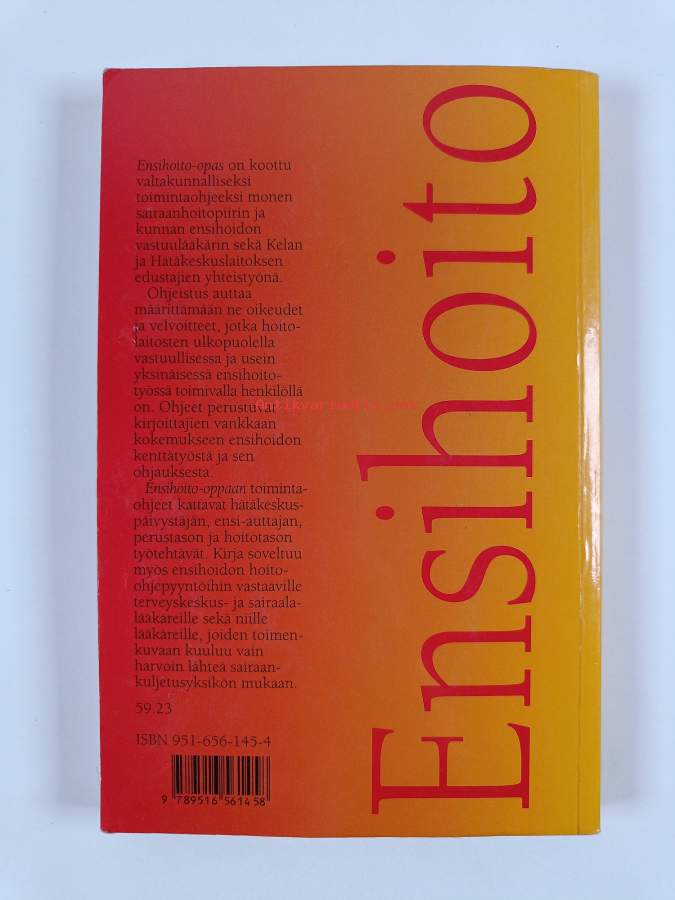 Ensihoito-opas on koottu
valtakunnalliseksi
toimintaohjeeksi monen
sairaanhoitopiirin ja
kunnan ensihoidon
vastuulääkärin sekä Kelan
ja Hätäkeskuslaitoksen
edustajien yhteistyönä.
Ohjeistus auttaa
määrittämään ne oikeudet
ja velvoitteet, jotka hoito-
laitosten ulkopuolella
vastuullisessa ja usein
yksinäisessä ensihoito-
työssä toimivalla henkilöllä
on. Ohjeet perustuvat
kirjoittajien vankkaan
kokemukseen ensihoidon
kenttätyöstä ja sen
ohjauksesta.
Ensihoito-oppaan toiminta-
ohjeet kattavat hätäkeskus-
päivystäjän, ensi-auttajan,
perustason ja hoitotason
työtehtävät. Kirja soveltuu
myös ensihoidon hoito-
ohjepyyntöihin vastaaville
terveyskeskus- ja sairaala-
lääkäreille sekä niille
lääkäreille, joiden toimen-
kuvaan kuuluu vain
harvoin lähteä sairaan-
kuljetusyksikön mukaan.
59.23
ISBN 951-656-145-4
9 789516 561458
Ensihoito